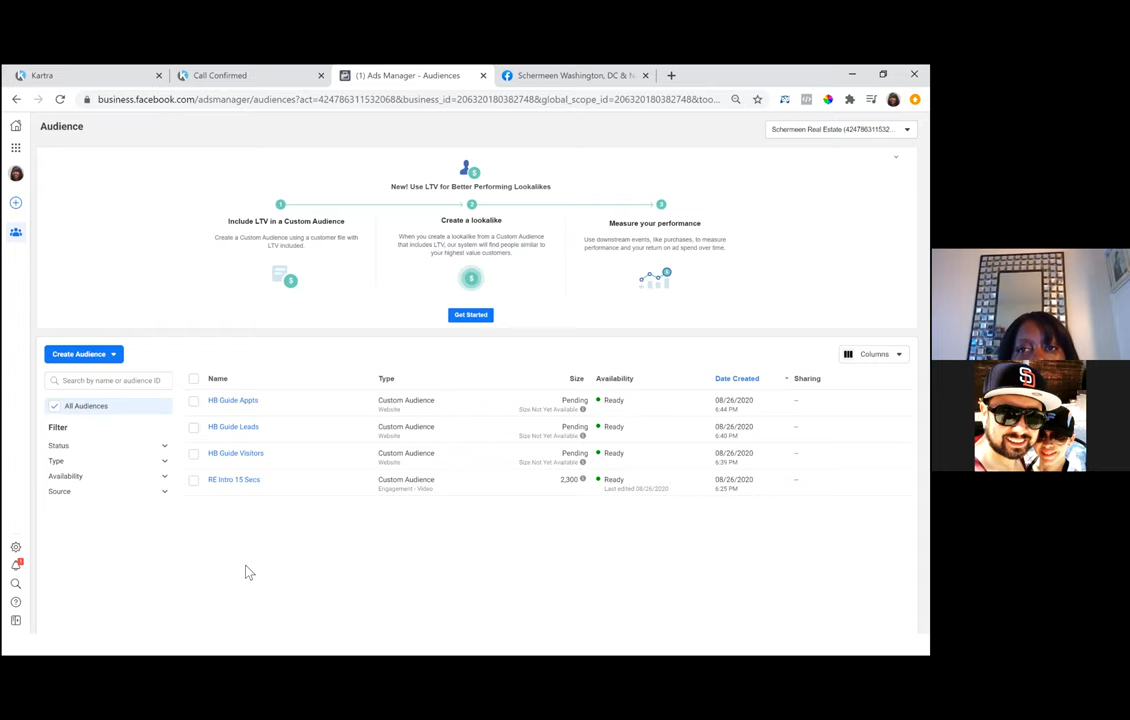 Kartra
Call Confirmed
(1) Ads Manager - Audiences
Schermeen Washington, DC & N
business.facebook.com/adsmanager/audiences?act=424786311532068&business_id=206320180382748&global_scope_id=206320180382748&too...
Audience
Schermeen Real Estate (424786311532...
New! Use LTV for Better Performing Lookalikes
1
2
3
Include LTV in a Custom Audience
Create a Custom Audience using a customer file with
LTV included.
Create a lookalike
When you create a lookalike from a Custom Audience
that includes LTV, our system will find people similar to
your highest value customers.
Measure your performance
Use downstream events, like purchases, to measure
performance and your return on ad spend over time.
Get Started
Create Audience
Columns
Search by name or audience ID
All Audiences
Filter
Status
Type
Availability
Source
Name Type Size Availability Date Created Sharing
HB Guide Appts Custom Audience Pending Ready 08/26/2020 --
Website Size Not Yet Available 6:44 PM
HB Guide Leads Custom Audience Pending Ready 08/26/2020 --
Website Size Not Yet Available 6:40 PM
HB Guide Visitors Custom Audience Pending Ready 08/26/2020 --
Website Size Not Yet Available 6:39 PM
RE Intro 15 Secs Custom Audience 2,300 Ready 08/26/2020 --
Engagement - Video Last edited 08/26/2020 6:25 PM